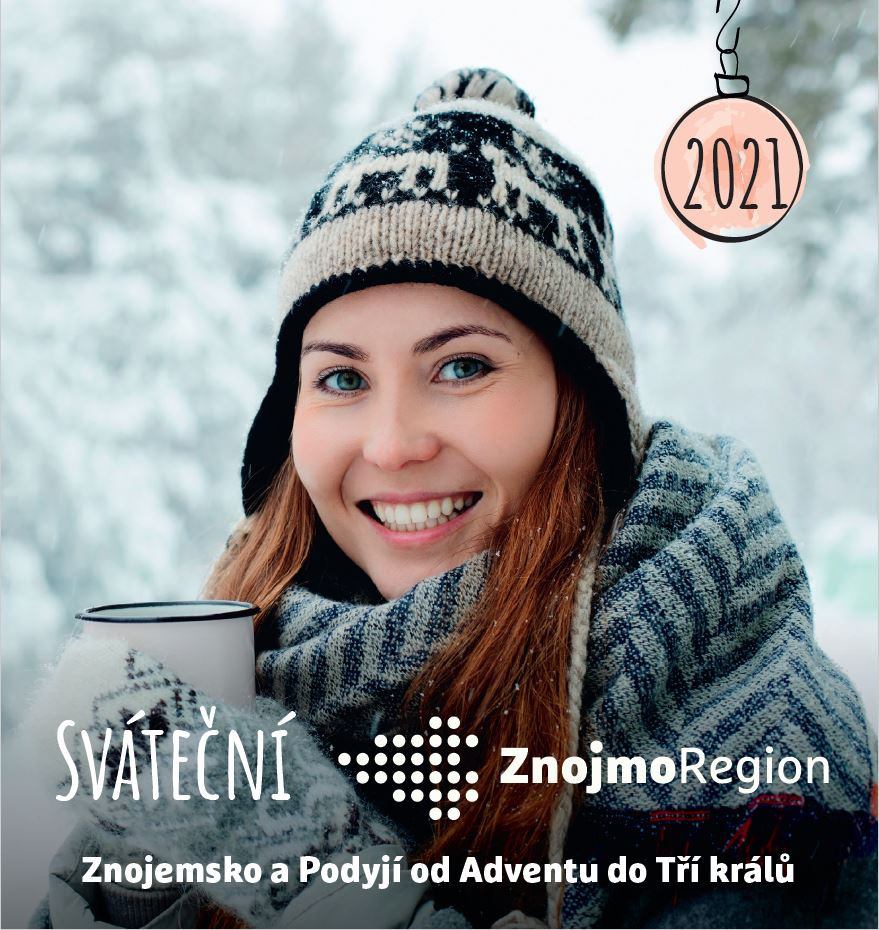 2021
Sváteční
ZnojmoRegion
Znojemsko a Podyjí od Adventu do Tří králů